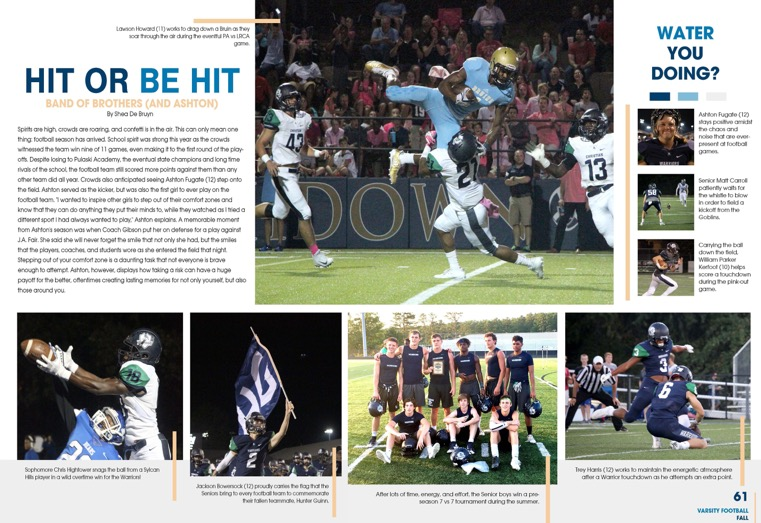 Lawson Howard (11) works to drag down a Bruin as they
soar through the air during the eventful PA vs LRCA
game.
HIT OR BE HIT
BAND OF BROTHERS (AND ASHTON)
By Shea De Bruyn
Spirits are high, crowds are roaring, and confetti is in the air. This can only mean one
thing: football season has arrived. School spirit was strong this year as the crowds
witnessed the team win nine of 11 games, even making it to the first round of the play-
offs. Despite losing to Pulaski Academy, the eventual state champions and long time
rivals of the school, the football team still scored more points against them than any
other team did all year. Crowds also anticipated seeing Ashton Fugate (12) step onto
the field. Ashton served as the kicker, but was also the first girl to ever play on the
football team. 'I wanted to inspire other girls to step out of their comfort zones and
know that they can do anything they put their minds to, while they watched as I tried a
different sport I had always wanted to play,' Ashton explains. A memorable moment
from Ashton's season was when Coach Gibson put her on defense for a play against
J.A. Fair. She said she will never forget the smile that not only she had, but the smiles
that the players, coaches, and students wore as she entered the field that night.
Stepping out of your comfort zone is a daunting task that not everyone is brave
enough to attempt. Ashton, however, displays how taking a risk can have a huge
payoff for the better, oftentimes creating lasting memories for not only yourself, but also
those around you.
43
21
CHRISTIAN
13
DOWN
WATER
YOU
DOING?
WARRIORS
Ashton Fugate (12)
stays positive amidst
the chaos and
noise that are ever-
present at football
games.
58
Senior Matt Carroll
patiently waits for
the whistle to blow
in order to field a
kickoff from the
Goblins.
Carrying the ball
down the field,
William Parker
Kerfoot (10) helps
score a touchdown
during the pink-out
game.
Sophomore Chris Hightower snags the ball from a Sylvan
Hills player in a wild overtime win for the Warriors!
2
Jackson Bowersock (12) proudly carries the flag that the
Seniors bring to every football team to commemorate
their fallen teammate, Hunter Guinn.
After lots of time, energy, and effort, the Senior boys win a pre-
season 7 vs 7 tournament during the summer.
3
6
Trey Harris (12) works to maintain the energetic atmosphere
after a Warrior touchdown as he attempts an extra point.
61
VARSITY FOOTBALL
FALL